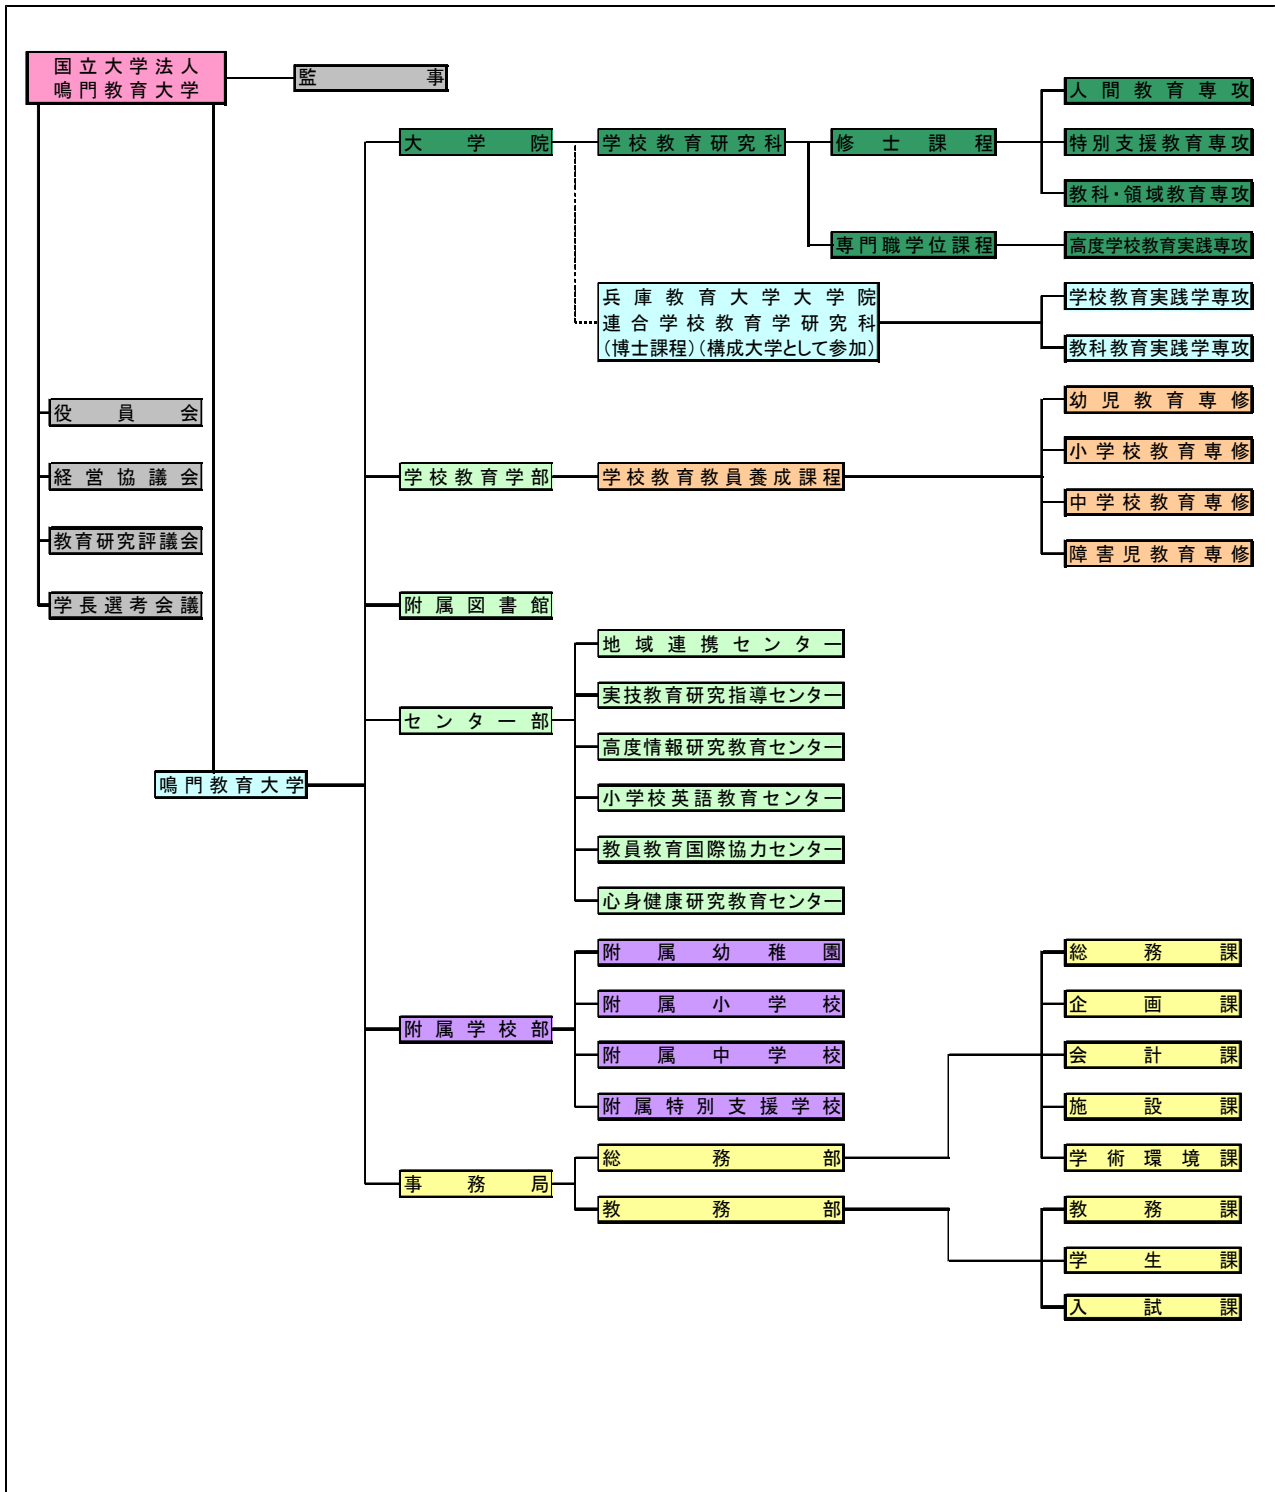 国立大学法人
鳴門教育大学
監事
役員会
経営協議会
教育研究評議会
学長選考会議
鳴門教育大学
大学院
学校教育研究科
修士課程
人間教育専攻
特別支援教育専攻
教科・領域教育専攻
専門職学位課程
高度学校教育実践専攻
兵庫教育大学大学院
連合学校教育学研究科
(博士課程)(構成大学として参加)
学校教育実践学専攻
教科教育実践学専攻
学校教育学部
学校教育教員養成課程
幼児教育専修
小学校教育専修
中学校教育専修
障害児教育専修
附属図書館
センター部
地域連携センター
実技教育研究指導センター
高度情報研究教育センター
小学校英語教育センター
教員教育国際協力センター
心身健康研究教育センター
附属学校部
附属幼稚園
附属小学校
附属中学校
附属特別支援学校
事務局
総務部
総務課
企画課
会計課
施設課
学術環境課
教務部
教務課
学生課
入試課